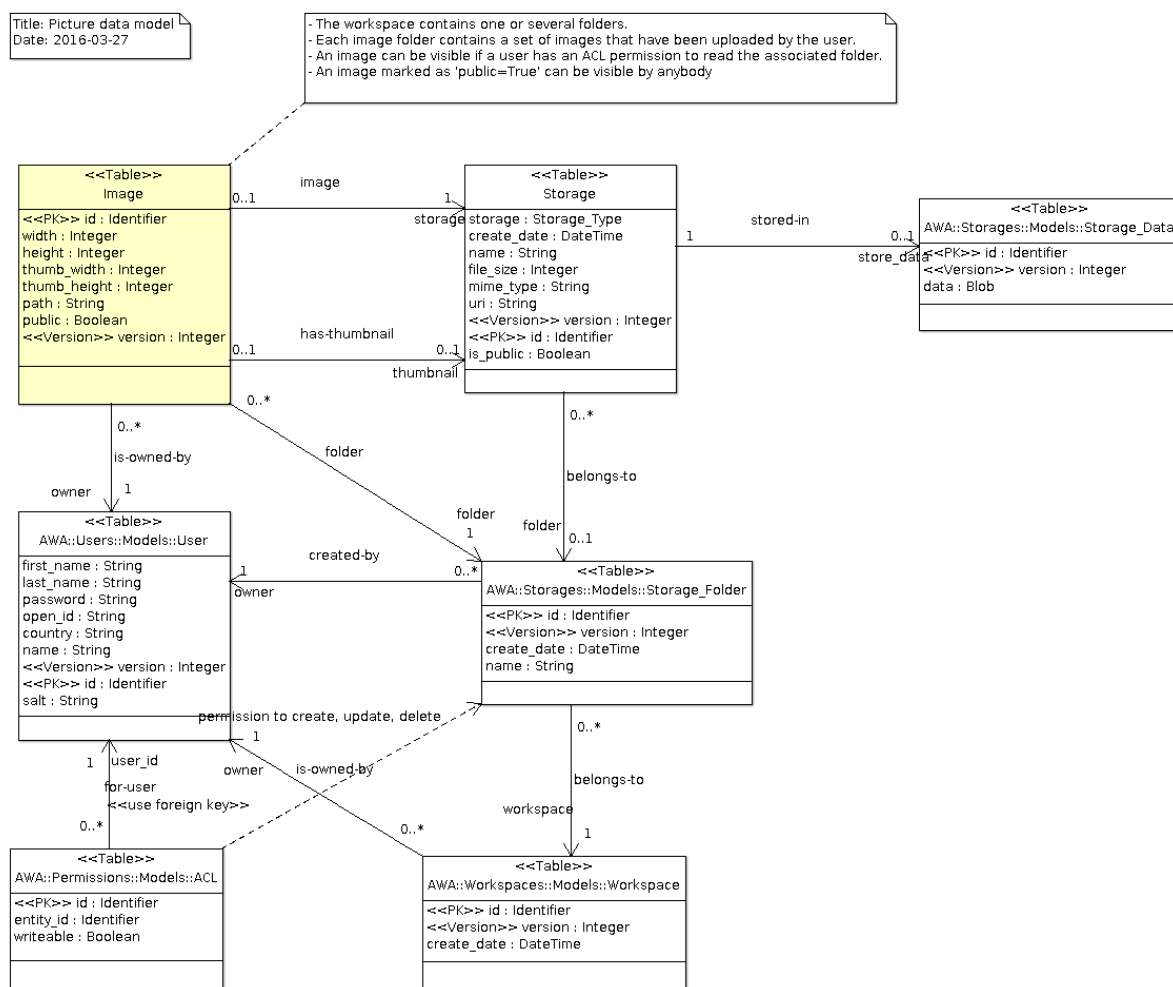 Title: Picture data model
Date: 2016-03-27
- The workspace contains one or several folders.
- Each image folder contains a set of images that have been uploaded by the user.
- An image can be visible if a user has an ACL permission to read the associated folder.
- An image marked as 'public=True' can be visible by anybody
<<Table>>
Image
<<PK>> id : Identifier
width : Integer
height : Integer
thumb_width : Integer
thumb_height : Integer
path : String
public : Boolean
<<Version>> version : Integer
image
0..1
1
storage
has-thumbnail
0..1
0..1
thumbnail
<<Table>>
Storage
storage : Storage_Type
create_date : DateTime
name : String
file_size : Integer
mime_type : String
uri : String
<<Version>> version : Integer
<<PK>> id : Identifier
is_public : Boolean
stored-in
1
0..1
store_data
<<Table>>
AWA::Storages::Models::Storage_Data
<<PK>> id : Identifier
<<Version>> version : Integer
data : Blob
0..*
is-owned-by
owner
1
0..*
folder
folder
1
0..*
belongs-to
folder
0..1
<<Table>>
AWA::Users::Models::User
first_name : String
last_name : String
password : String
open_id : String
country : String
name : String
<<Version>> version : Integer
<<PK>> id : Identifier
salt : String
created-by
1
0..*
owner
<<Table>>
AWA::Storages::Models::Storage_Folder
<<PK>> id : Identifier
<<Version>> version : Integer
create_date : DateTime
name : String
permission to create, update, delete
1
owner
is-owned-by
0..*
1
user_id
for-user
<<use foreign key>>
0..*
0..*
belongs-to
workspace
1
<<Table>>
AWA::Permissions::Models::ACL
<<PK>> id : Identifier
entity_id : Identifier
writeable : Boolean
<<Table>>
AWA::Workspaces::Models::Workspace
<<PK>> id : Identifier
<<Version>> version : Integer
create_date : DateTime